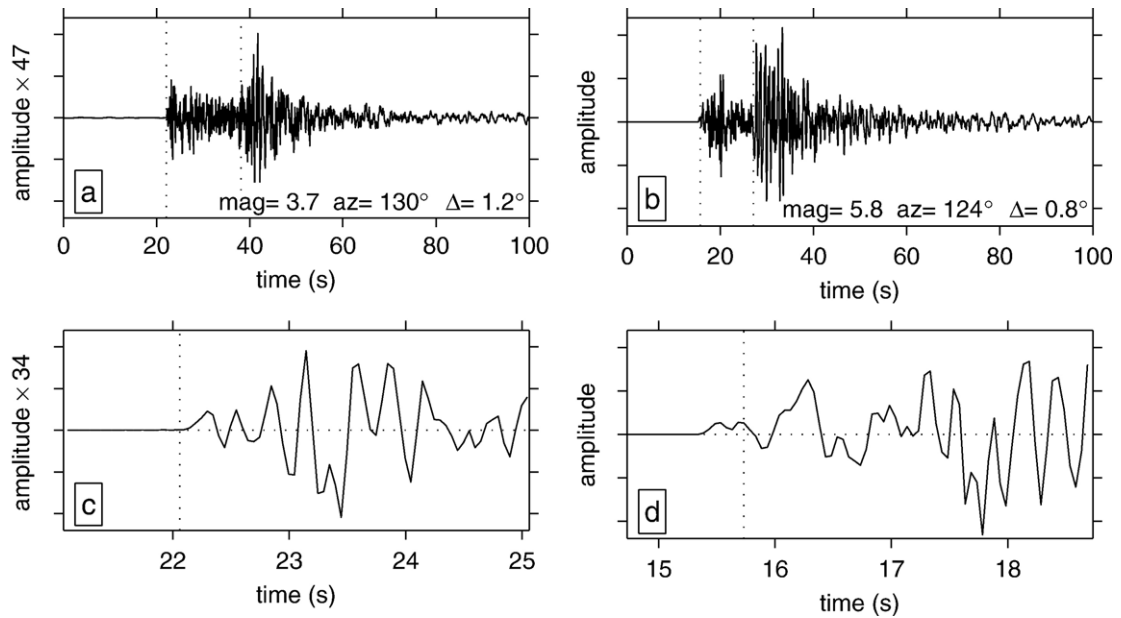 amplitude × 47
a
mag= 3.7 az= 130° Δ= 1.2°
0 20 40 60 80 100
time (s)
amplitude
b
mag= 5.8 az= 124° Δ= 0.8°
0 20 40 60 80 100
time (s)
amplitude × 34
c
22 23 24 25
time (s)
amplitude
d
15 16 17 18
time (s)